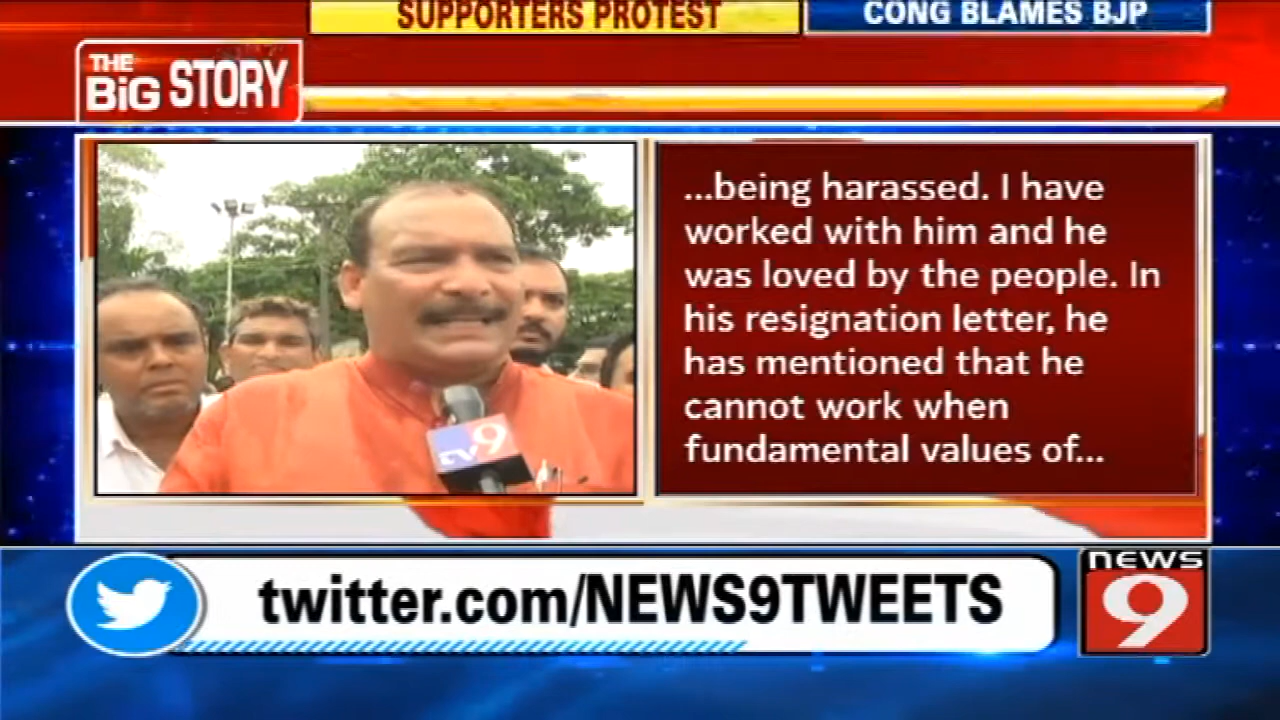 SUPPORTERS PROTEST
CONG BLAMES BJP
THE
BiG STORY
...being harassed. I have
worked with him and he
was loved by the people. In
his resignation letter, he
has mentioned that he
cannot work when
fundamental values of...
tv9
twitter.com/NEWS9TWEETS
NEWS
9